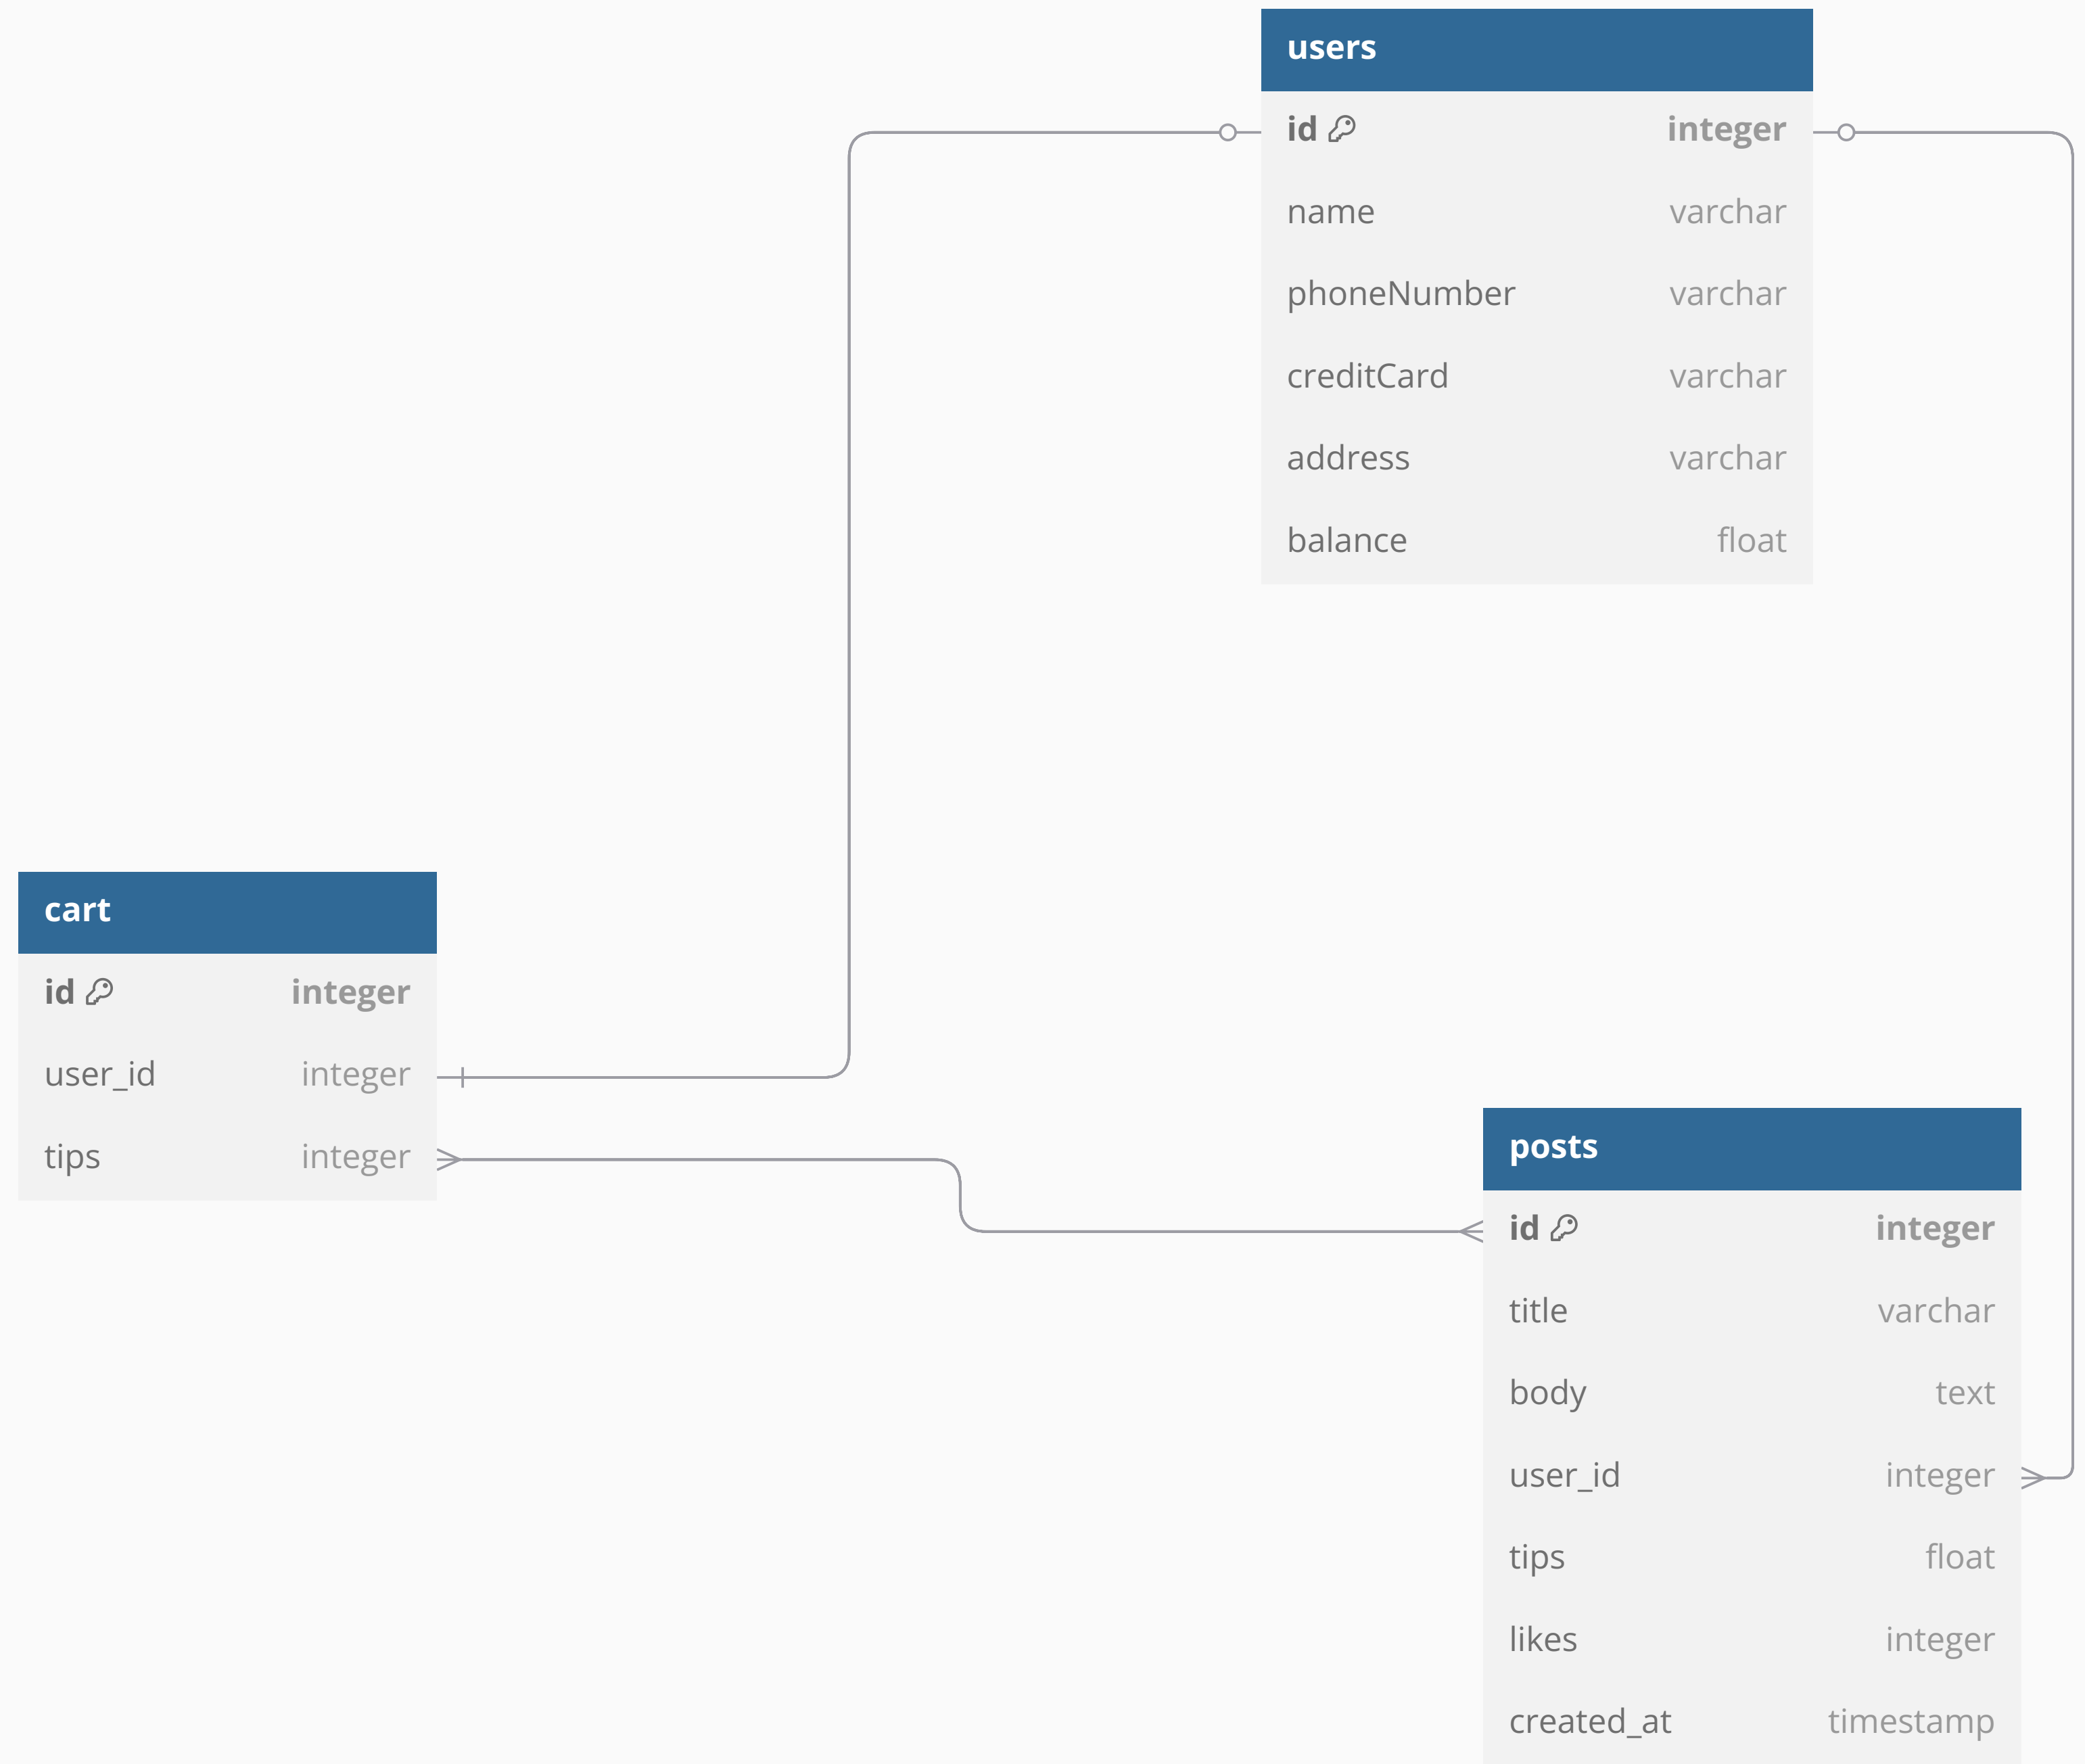 users
id integer
name varchar
phoneNumber varchar
creditCard varchar
address varchar
balance float
cart
id integer
user_id integer
tips integer
posts
id integer
title varchar
body text
user_id integer
tips float
likes integer
created_at timestamp